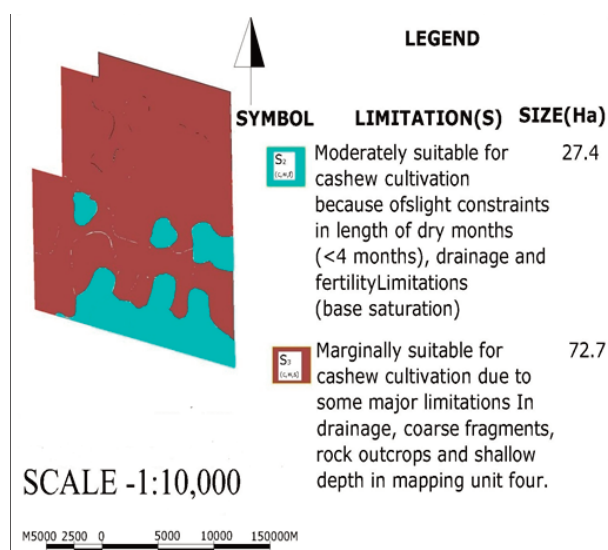 LEGEND
SYMBOL LIMITATION(S) SIZE(Ha)
S2 Moderately suitable for 27.4
cashew cultivation
because ofslight constraints
in length of dry months
(<4 months), drainage and
fertilityLimitations
(base saturation)
S3 Marginally suitable for 72.7
cashew cultivation due to
some major limitations In
drainage, coarse fragments,
rock outcrops and shallow
depth in mapping unit four.
SCALE -1:10,000
M5000 2500 0 5000 10000 150000M